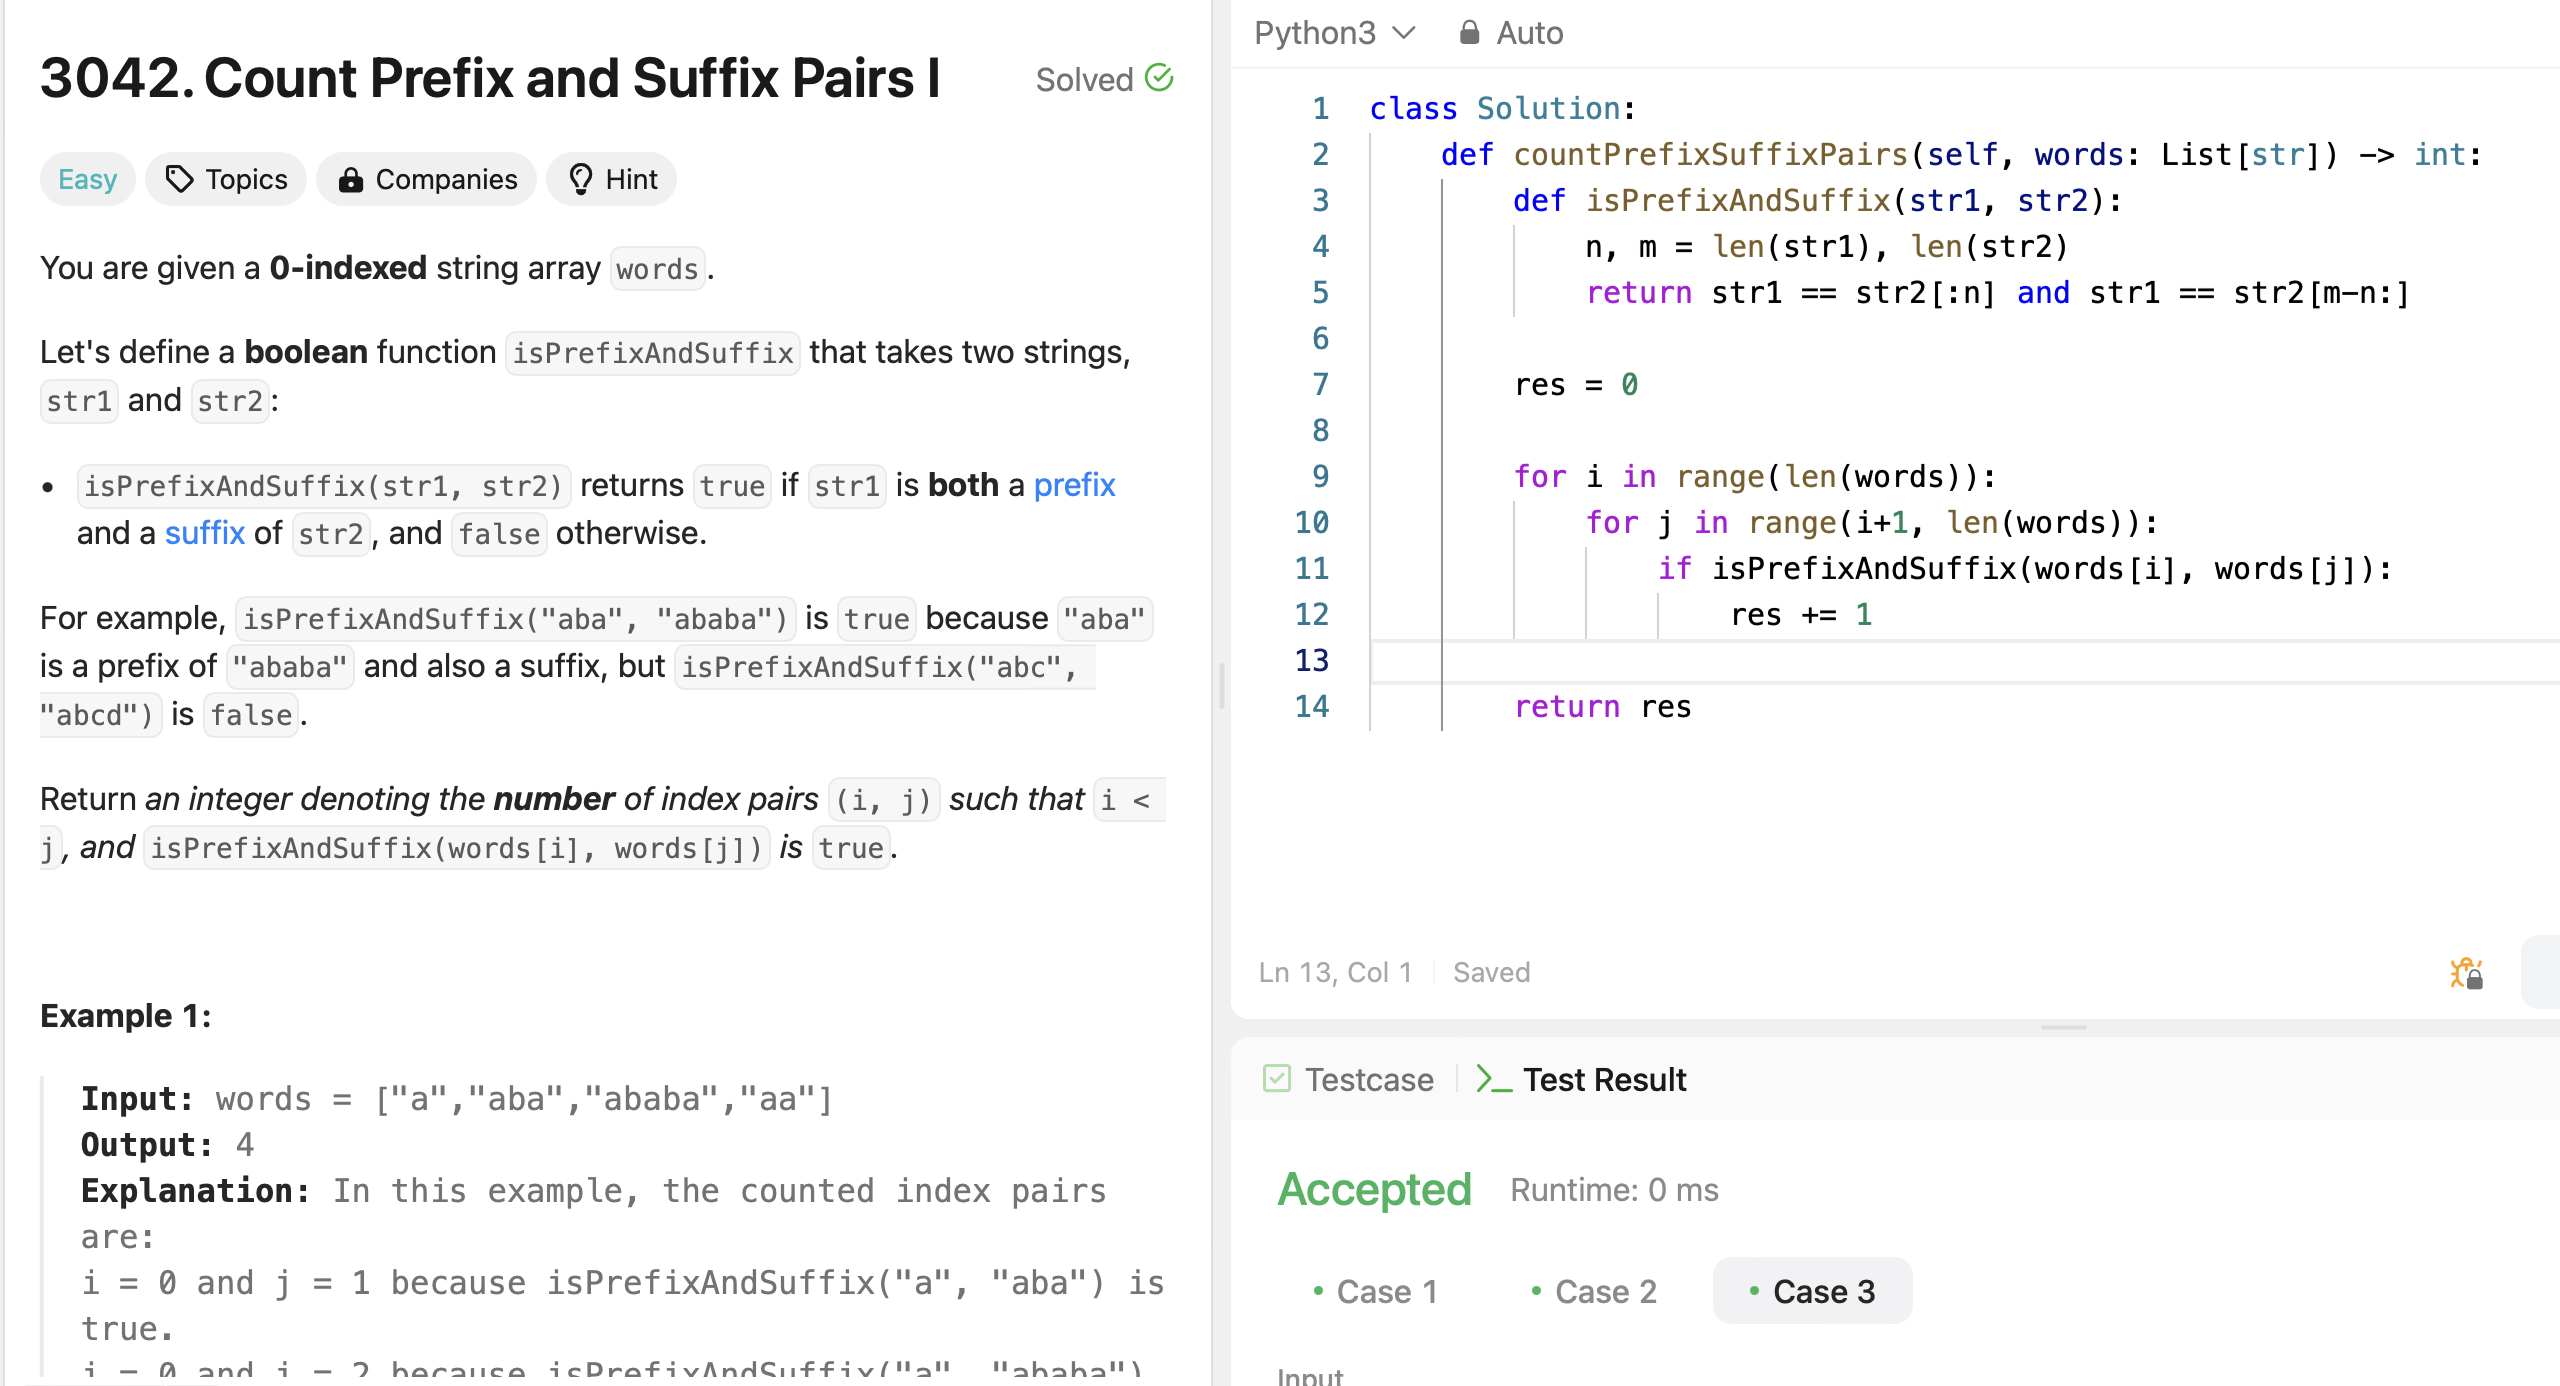 3042. Count Prefix and Suffix Pairs I
Solved
Easy
Topics
Companies
Hint
You are given a 0-indexed string array words.
Let's define a boolean function isPrefixAndSuffix that takes two strings,
str1 and str2:
• isPrefixAndSuffix(str1, str2) returns true if str1 is both a prefix
and a suffix of str2, and false otherwise.
For example, isPrefixAndSuffix("aba", "ababa") is true because "aba"
is a prefix of "ababa" and also a suffix, but isPrefixAndSuffix("abc",
"abcd") is false.
Return an integer denoting the number of index pairs (i, j) such that i <
j, and isPrefixAndSuffix(words[i], words[j]) is true.
Example 1:
Input: words = ["a","aba","ababa","aa"]
Output: 4
Explanation: In this example, the counted index pairs
are:
i = 0 and j = 1 because isPrefixAndSuffix("a", "aba") is
true.
i = 0 and j = 2 because isPrefixAndSuffix("a", "ababa")
Python3
Auto
1 class Solution:
2 def countPrefixSuffixPairs(self, words: List[str]) -> int:
3 def isPrefixAndSuffix(str1, str2):
4 n, m = len(str1), len(str2)
5 return str1 == str2[:n] and str1 == str2[m-n:]
6
7 res = 0
8
9 for i in range(len(words)):
10 for j in range(i+1, len(words)):
11 if isPrefixAndSuffix(words[i], words[j]):
12 res += 1
13
14 return res
Ln 13, Col 1
Saved
Testcase
>_ Test Result
Accepted
Runtime: 0 ms
• Case 1
• Case 2
• Case 3
Input